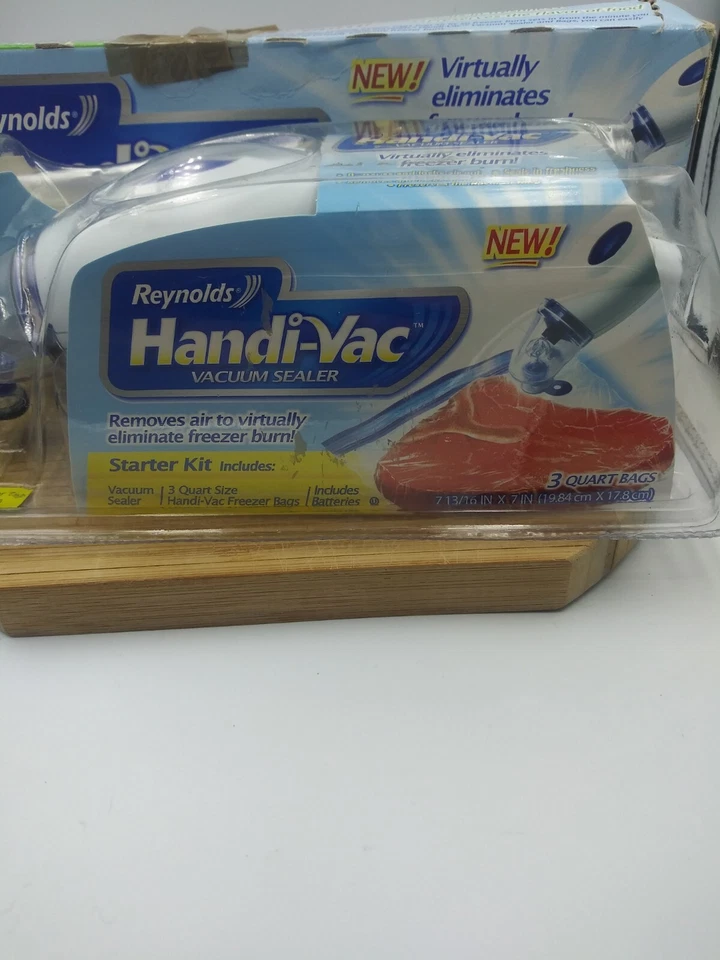 NEW! Virtually
eliminates
ynolds
Handi-Vac
Virtually eliminates
freezer burn!
NEW!
Reynolds
Handi-Vac™
VACUUM SEALER
Removes air to virtually
eliminate freezer burn!
Starter Kit Includes:
Vacuum Sealer
3 Quart Size Handi-Vac Freezer Bags
Includes Batteries
3 QUART BAGS
7 13/16 IN X 7 IN (19.84 cm X 17.8 cm)